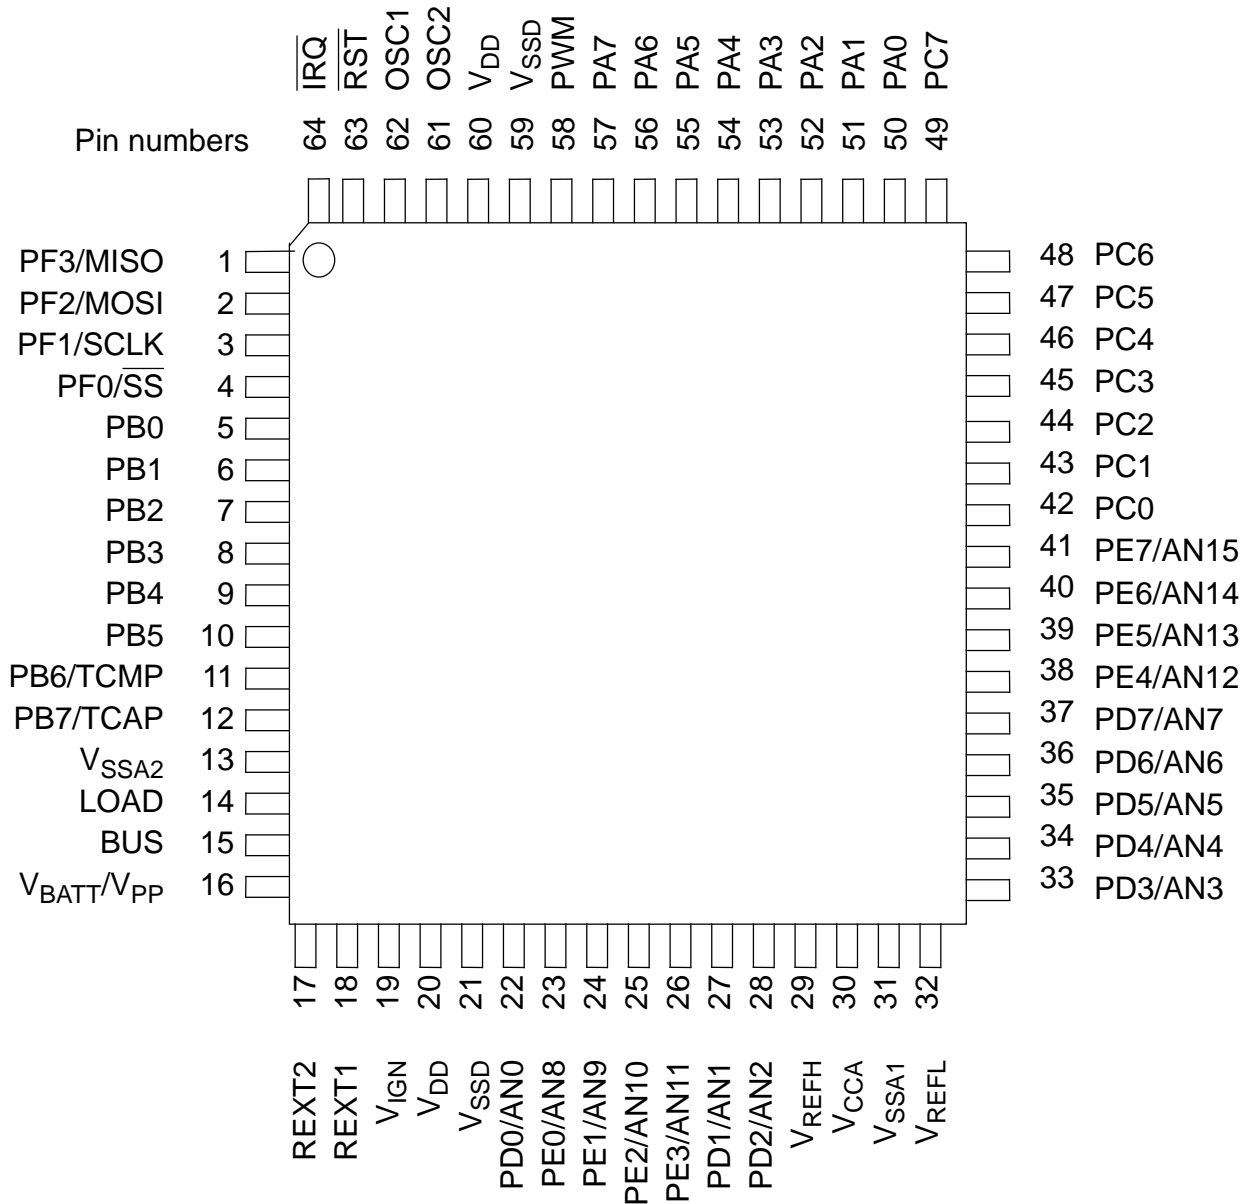 IRQ
RST
OSC1
OSC2
VDD
VSSD
PWM
PA7
PA6
PA5
PA4
PA3
PA2
PA1
PA0
PC7
Pin numbers 64 63 62 61 60 59 58 57 56 55 54 53 52 51 50 49
PF3/MISO 1
PF2/MOSI 2
PF1/SCLK 3
PF0/SS 4
PB0 5
PB1 6
PB2 7
PB3 8
PB4 9
PB5 10
PB6/TCMP 11
PB7/TCAP 12
VSSA2 13
LOAD 14
BUS 15
VBATT/VPP 16
48 PC6
47 PC5
46 PC4
45 PC3
44 PC2
43 PC1
42 PC0
41 PE7/AN15
40 PE6/AN14
39 PE5/AN13
38 PE4/AN12
37 PD7/AN7
36 PD6/AN6
35 PD5/AN5
34 PD4/AN4
33 PD3/AN3
17 18 19 20 21 22 23 24 25 26 27 28 29 30 31 32
REXT2
REXT1
VIGN
VDD
VSSD
PD0/AN0
PE0/AN8
PE1/AN9
PE2/AN10
PE3/AN11
PD1/AN1
PD2/AN2
VREFH
VCCA
VSSA1
VREFL